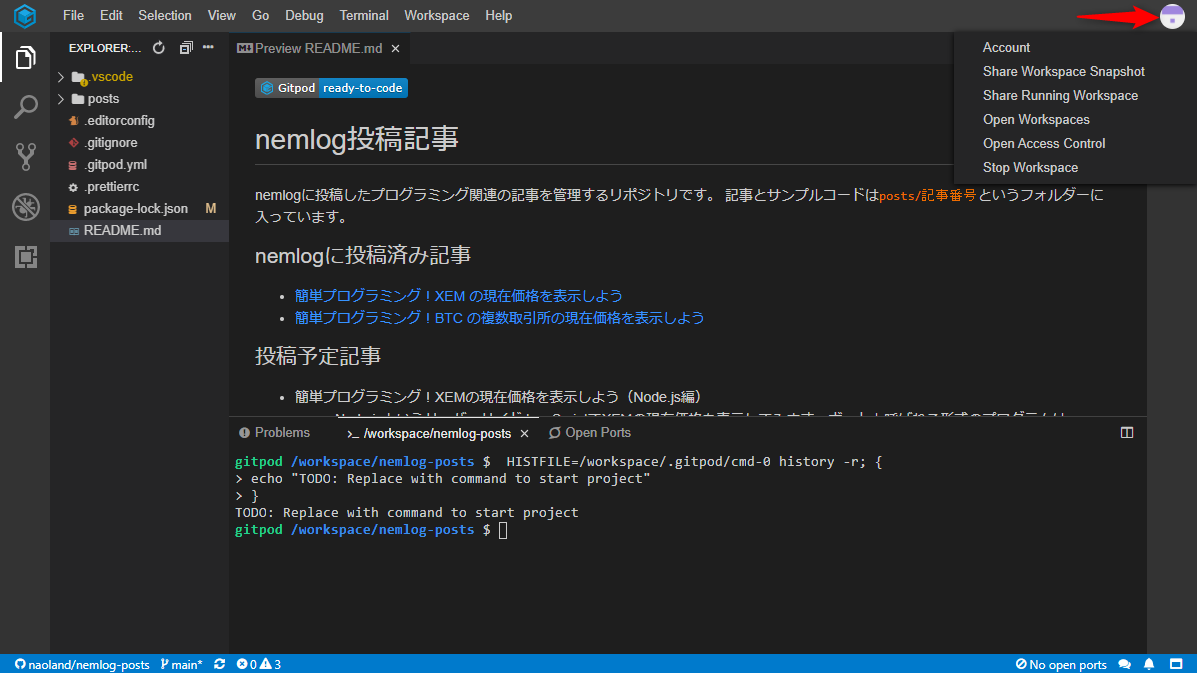 File Edit Selection View Go Debug Terminal Workspace Help
EXPLORER:...
.vscode
posts
.editorconfig
.gitignore
.gitpod.yml
.prettierrc
package-lock.json M
README.md
Preview README.md
Account
Share Workspace Snapshot
Share Running Workspace
Open Workspaces
Open Access Control
Stop Workspace
Gitpod ready-to-code
nemlog投稿記事
nemlogに投稿したプログラミング関連の記事を管理するリポジトリです。 記事とサンプルコードはposts/記事番号というフォルダーに
入っています。
nemlogに投稿済み記事
簡単プログラミング!XEM の現在価格を表示しよう
簡単プログラミング!BTC の複数取引所の現在価格を表示しよう
投稿予定記事
簡単プログラミング!XEMの現在価格を表示しよう(Node.js編)
Problems
>_ /workspace/nemlog-posts
Open Ports
gitpod /workspace/nemlog-posts $  HISTFILE=/workspace/.gitpod/cmd-0 history -r; {
> echo "TODO: Replace with command to start project"
> }
TODO: Replace with command to start project
gitpod /workspace/nemlog-posts $
naoland/nemlog-posts main* 0 3 No open ports